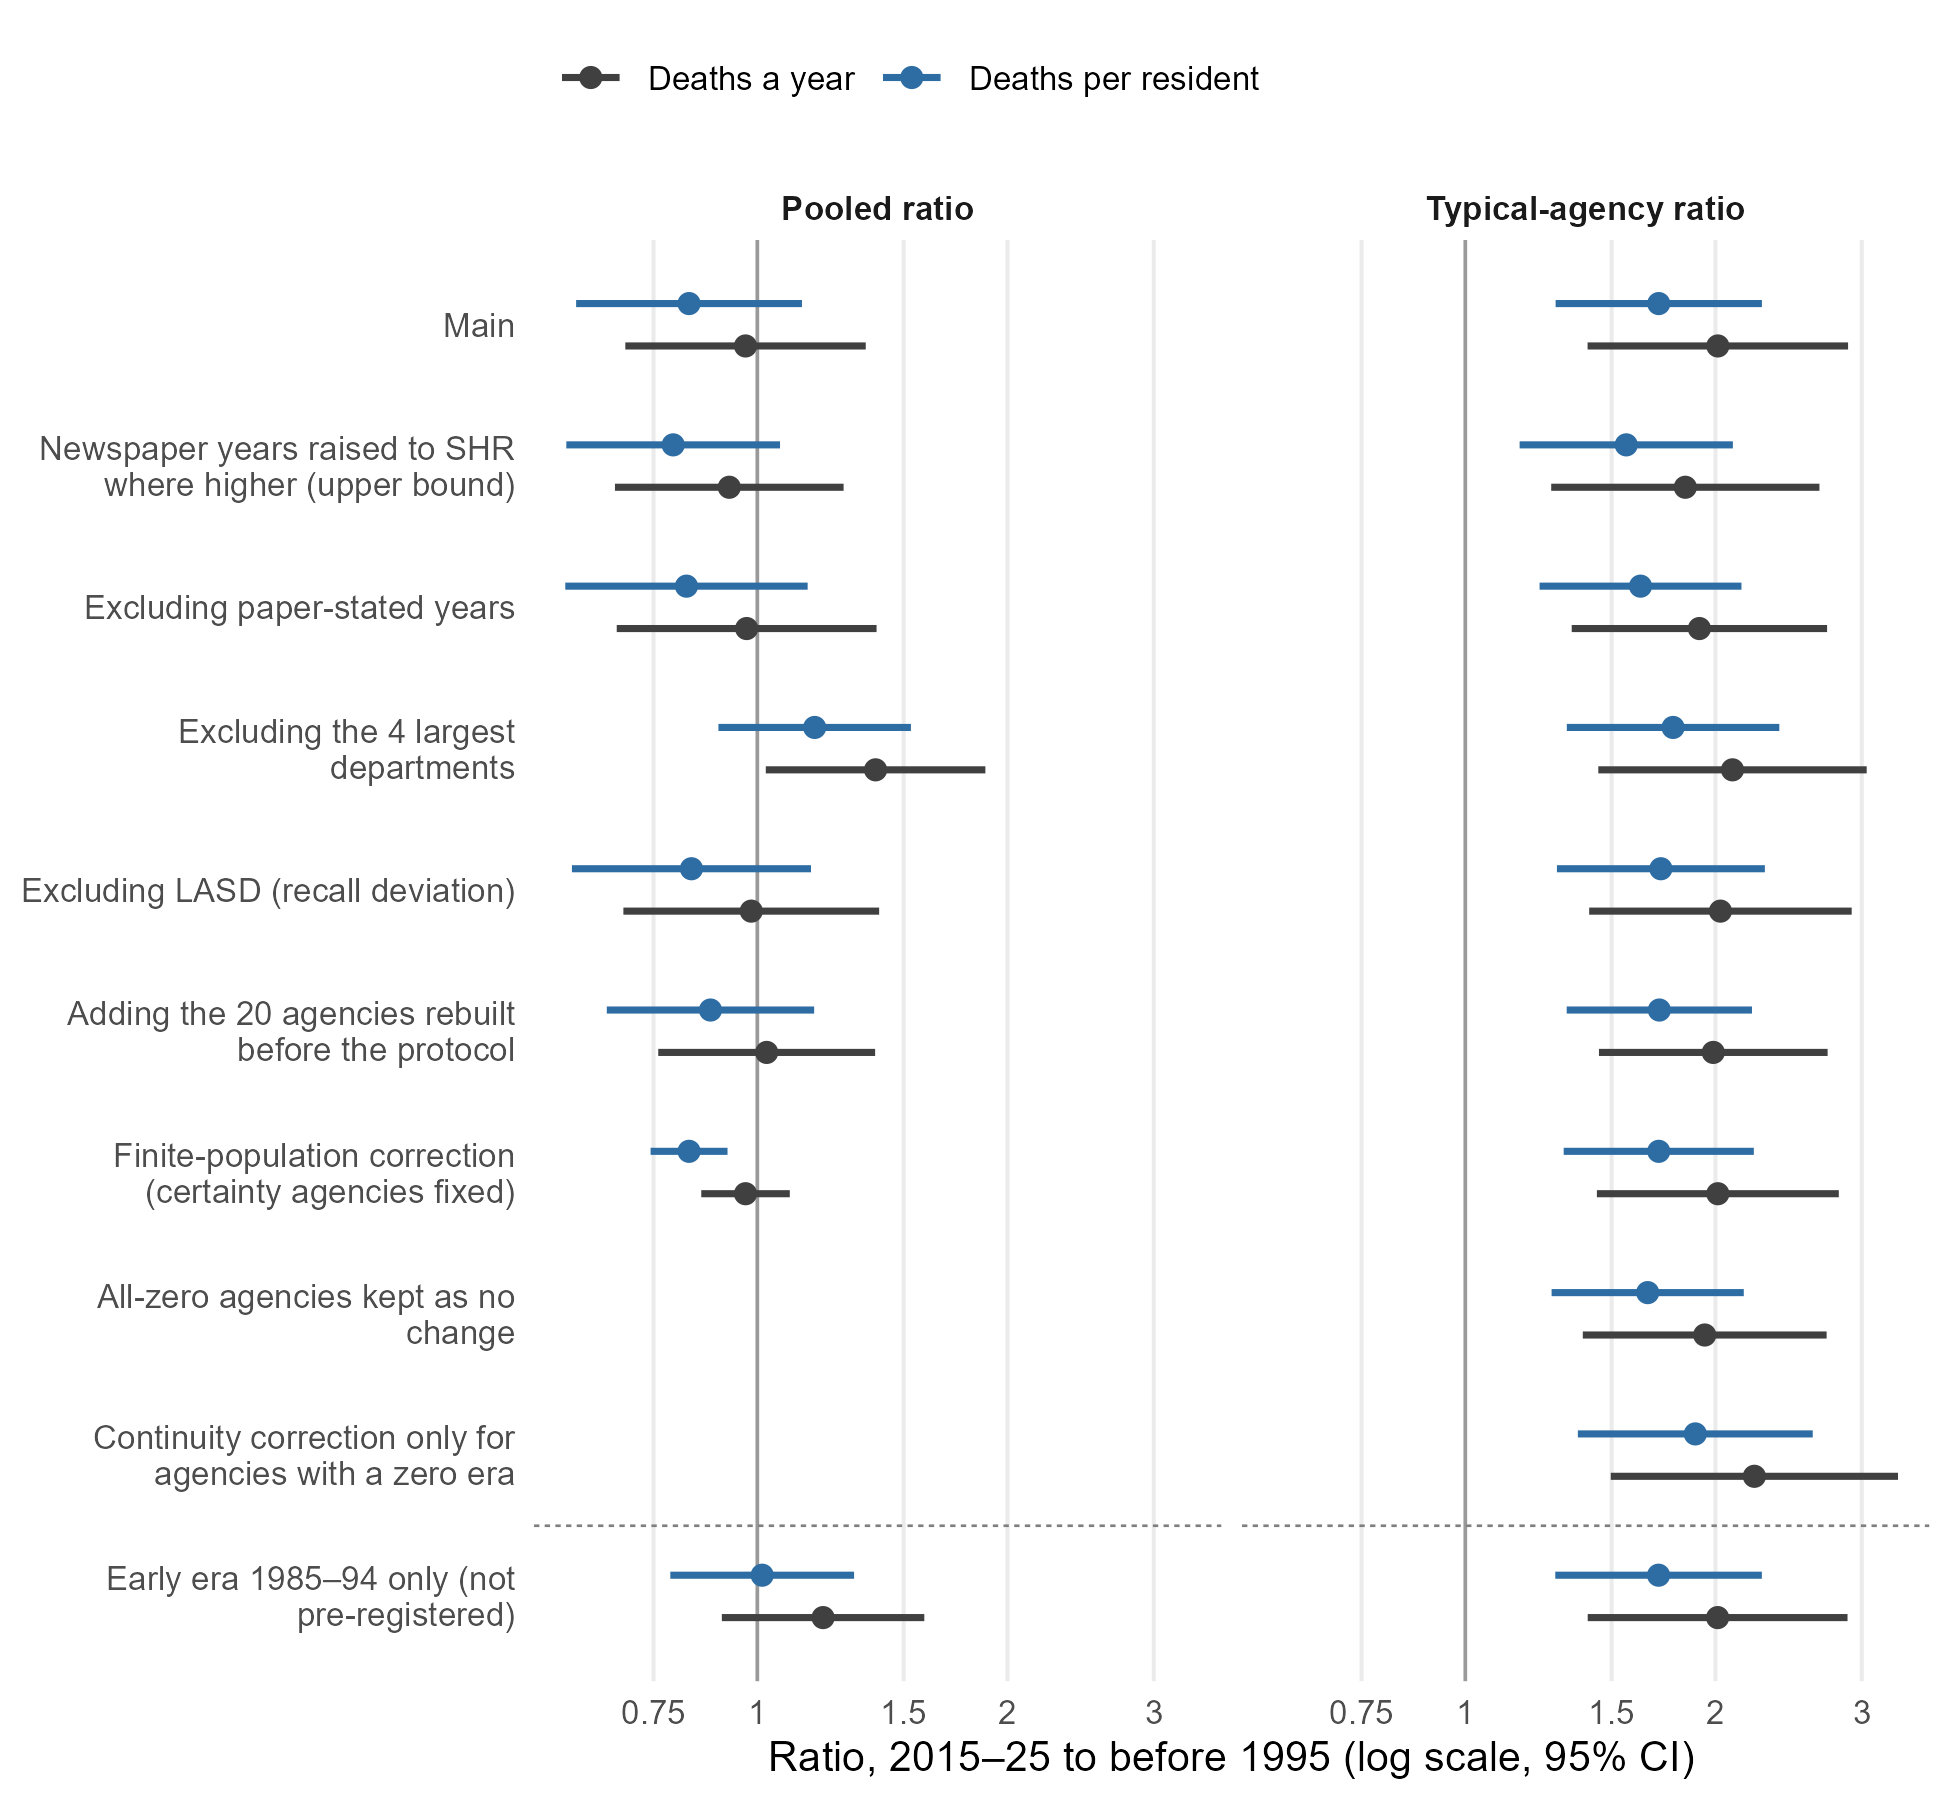 Deaths a year
Deaths per resident
Pooled ratio
Typical-agency ratio
Main
Newspaper years raised to SHR
where higher (upper bound)
Excluding paper-stated years
Excluding the 4 largest
departments
Excluding LASD (recall deviation)
Adding the 20 agencies rebuilt
before the protocol
Finite-population correction
(certainty agencies fixed)
All-zero agencies kept as no
change
Continuity correction only for
agencies with a zero era
Early era 1985–94 only (not
pre-registered)
0.75 1 1.5 2 3
0.75 1 1.5 2 3
Ratio, 2015–25 to before 1995 (log scale, 95% CI)